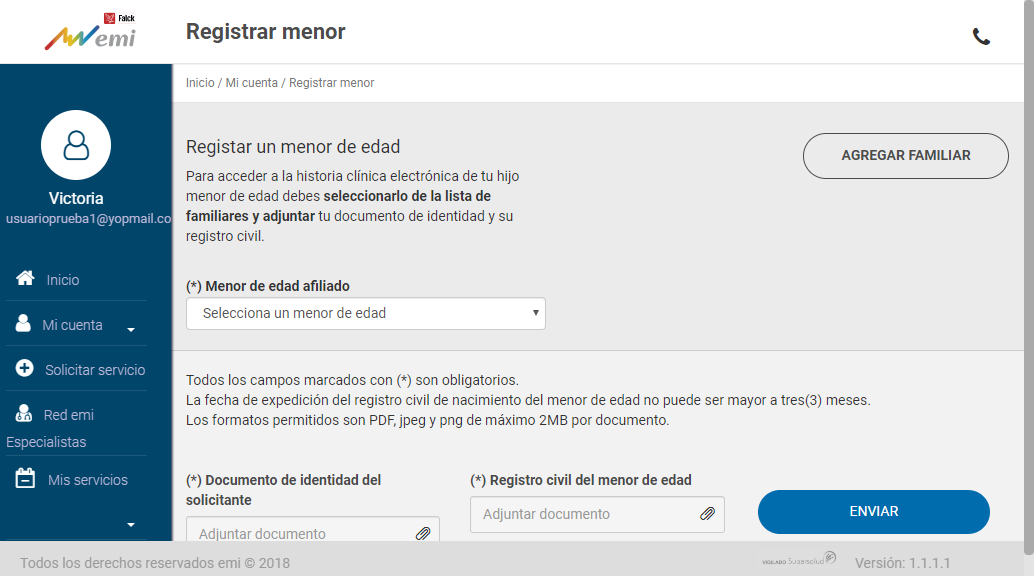 Falck
emi
Registrar menor
Inicio / Mi cuenta / Registrar menor
Victoria
usuarioprueba1@yopmail.co
Inicio
Mi cuenta
Solicitar servicio
Red emi
Especialistas
Mis servicios
Registar un menor de edad
AGREGAR FAMILIAR
Para acceder a la historia clínica electrónica de tu hijo
menor de edad debes seleccionarlo de la lista de
familiares y adjuntar tu documento de identidad y su
registro civil.
(*) Menor de edad afiliado
Selecciona un menor de edad
Todos los campos marcados con (*) son obligatorios.
La fecha de expedición del registro civil de nacimiento del menor de edad no puede ser mayor a tres(3) meses.
Los formatos permitidos son PDF, jpeg y png de máximo 2MB por documento.
(*) Documento de identidad del
solicitante
Adjuntar documento
(*) Registro civil del menor de edad
Adjuntar documento
ENVIAR
Todos los derechos reservados emi © 2018
VIGILADO Supersalud
Versión: 1.1.1.1